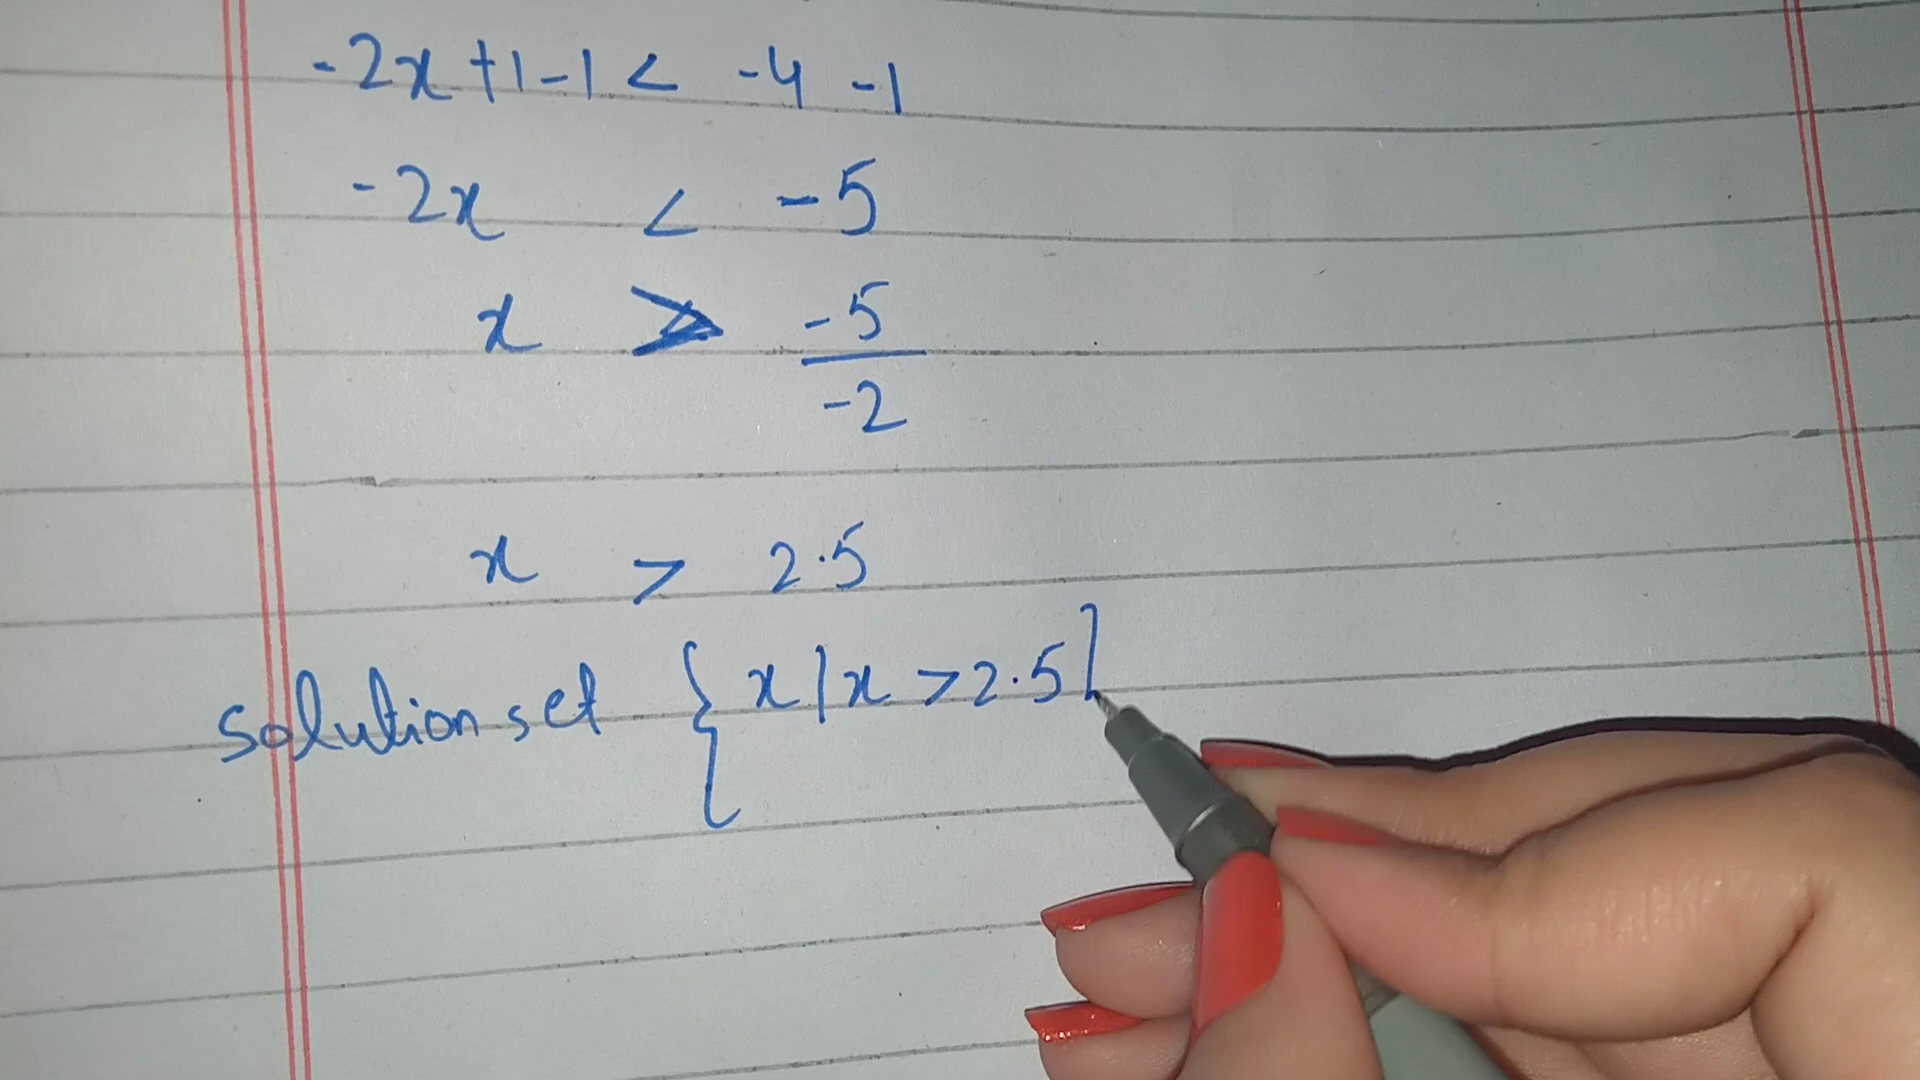 -2x +1 -1 < -4 -1
-2x < -5
x > -5
-2
x > 2.5
solution set { x | x > 2.5 }